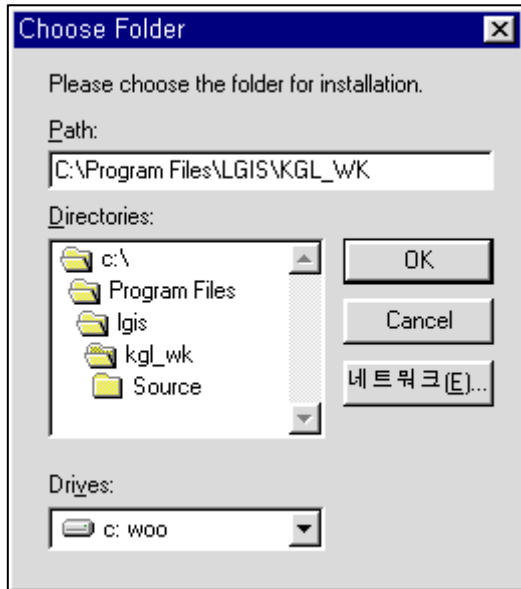 Choose Folder
Please choose the folder for installation.
Path:
C:\Program Files\LGIS\KGL_WK
Directories:
c:\
Program Files
lgis
kgl_wk
Source
OK
Cancel
네트워크(E)...
Drives:
c: woo